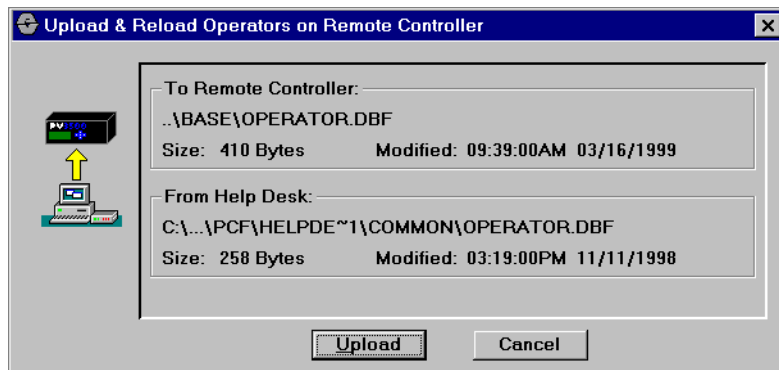 Upload & Reload Operators on Remote Controller
To Remote Controller:
..\BASE\OPERATOR.DBF
Size: 410 Bytes Modified: 09:39:00AM 03/16/1999
From Help Desk:
C:\...\PCF\HELPDE~1\COMMON\OPERATOR.DBF
Size: 258 Bytes Modified: 03:19:00PM 11/11/1998
Upload Cancel